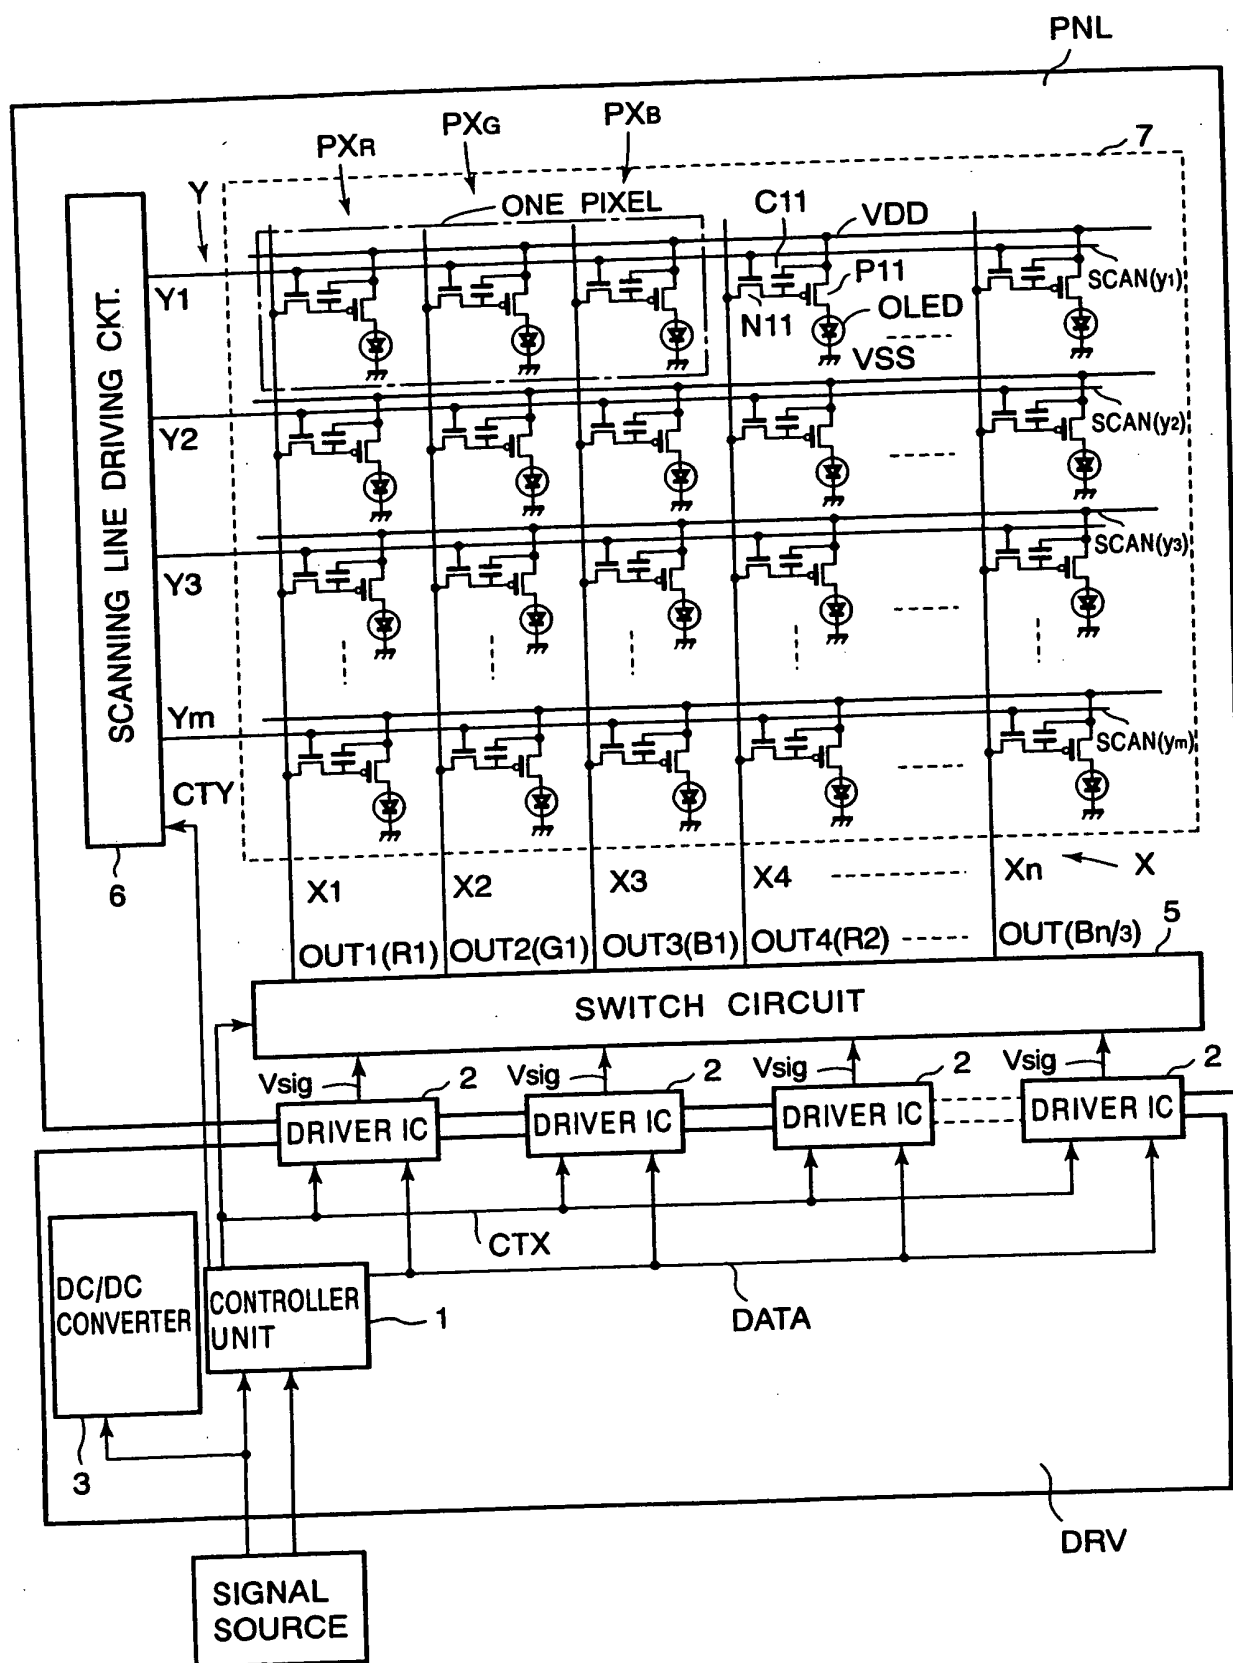 PNL
PXR
PXG
PXB
7
Y
ONE PIXEL
C11
VDD
SCANNING LINE DRIVING CKT.
Y1
P11
SCAN(y1)
N11
OLED
VSS
Y2
SCAN(y2)
Y3
SCAN(y3)
Ym
SCAN(ym)
CTY
6
X1
X2
X3
X4
Xn
X
OUT1(R1)
OUT2(G1)
OUT3(B1)
OUT4(R2)
OUT(Bn/3)
5
SWITCH CIRCUIT
Vsig
2
Vsig
2
Vsig
2
Vsig
2
DRIVER IC
DRIVER IC
DRIVER IC
DRIVER IC
CTX
DC/DC
CONVERTER
CONTROLLER
UNIT
1
DATA
3
DRV
SIGNAL
SOURCE